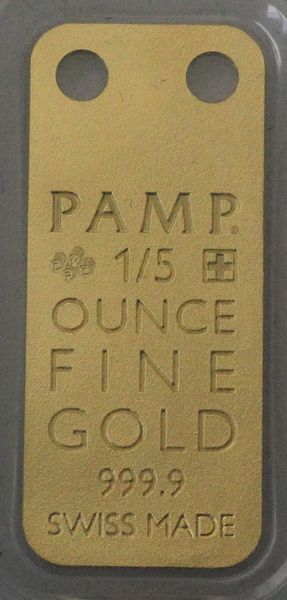 PAMP®
1/5
OUNCE
FINE
GOLD
999.9
SWISS MADE